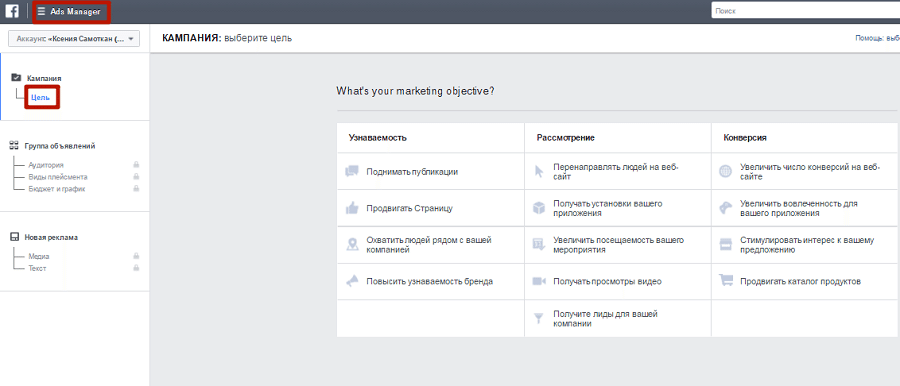 f
Ads Manager
Поиск
Аккаунт: «Ксения Самоткан (...
КАМПАНИЯ: выберите цель
Помощь: выбе
Кампания
Цель
Группа объявлений
Аудитория
Виды плейсмента
Бюджет и график
Новая реклама
Медиа
Текст
What's your marketing objective?
Узнаваемость
Рассмотрение
Конверсия
Поднимать публикации
Перенаправлять людей на веб-
сайт
Увеличить число конверсий на веб-
сайте
Продвигать Страницу
Получать установки вашего
приложения
Увеличить вовлеченность для
вашего приложения
Охватить людей рядом с вашей
компанией
Увеличить посещаемость вашего
мероприятия
Стимулировать интерес к вашему
предложению
Повысить узнаваемость бренда
Получать просмотры видео
Продвигать каталог продуктов
Получите лиды для вашей
компании